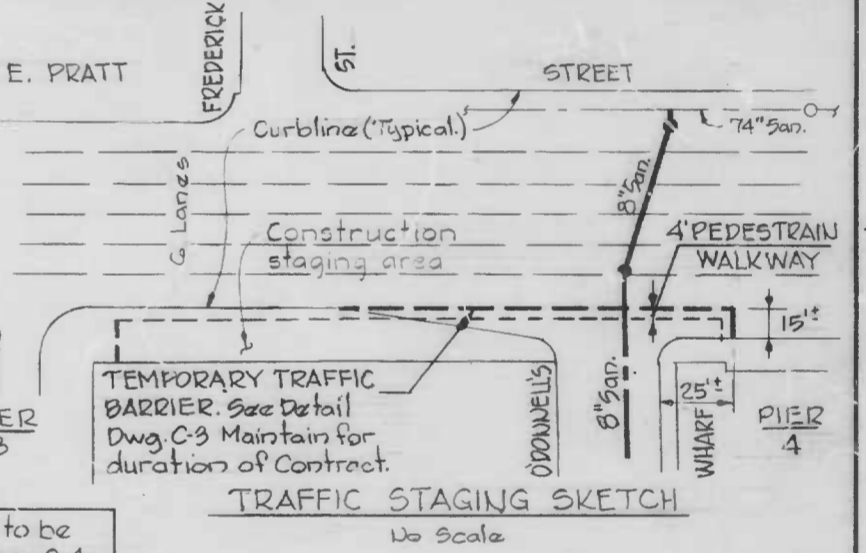 FREDERICK
ST.
E. PRATT
STREET
Curbline (Typical.)
74" San.
6 Lanes
8" San.
Construction
staging area
4' PEDESTRAIN
WALKWAY
15'±
TEMPORARY TRAFFIC
BARRIER. See Detail
Dwg. C-3 Maintain for
duration of Contract.
O'DONNELL'S
8" San.
WHARF
25'±
PIER
4
ER
3
TRAFFIC STAGING SKETCH
No Scale
to be